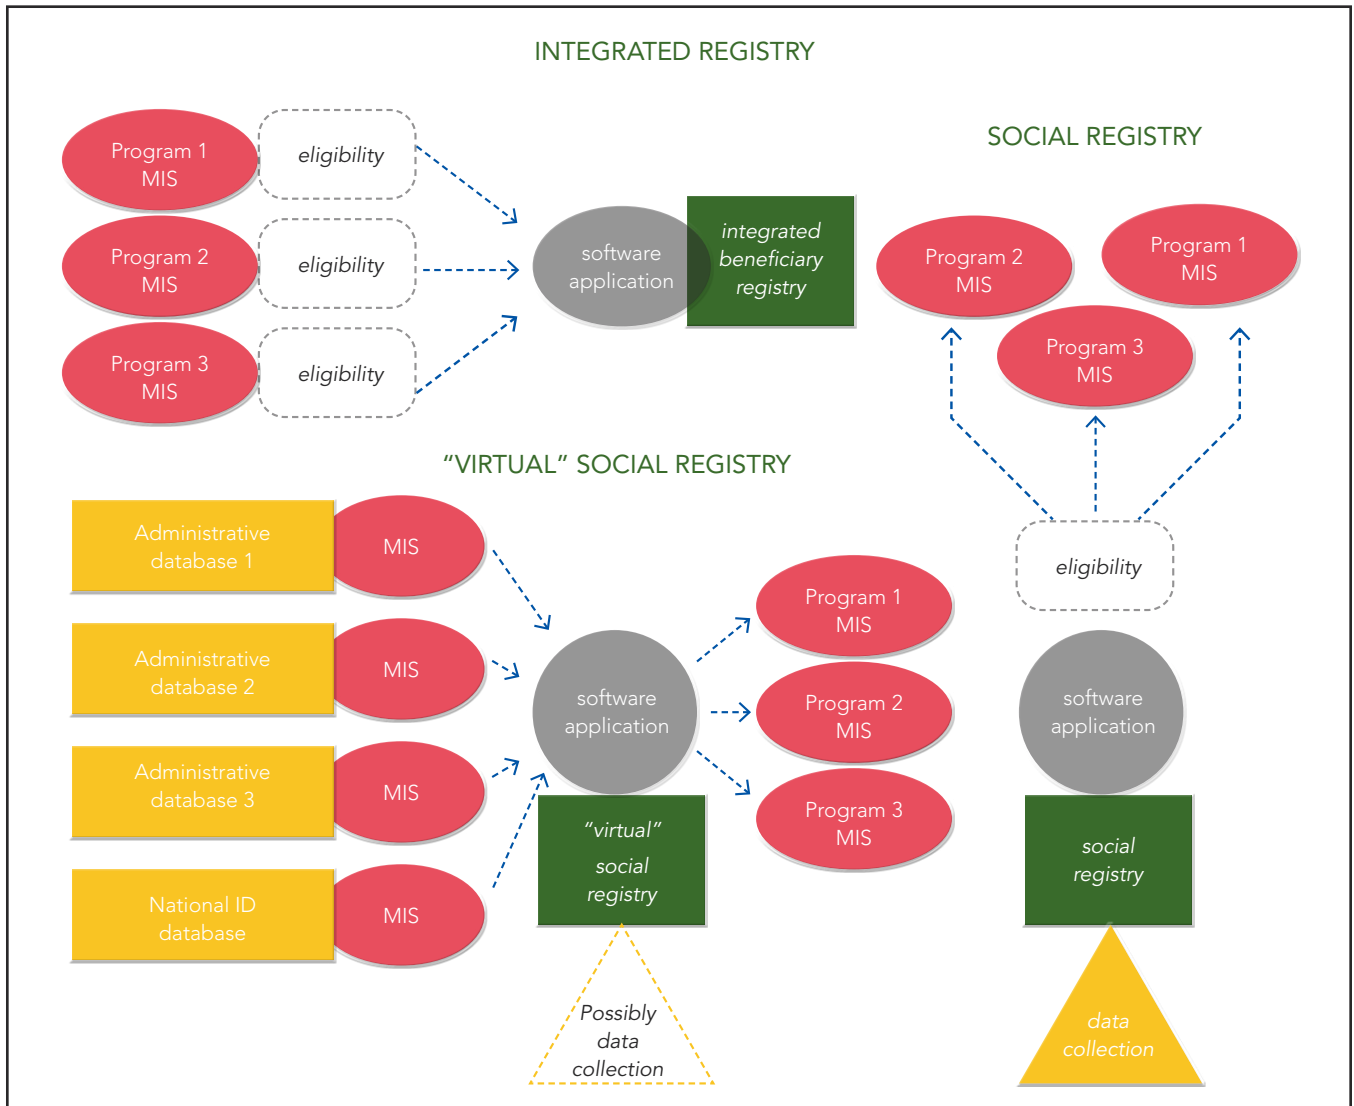 INTEGRATED REGISTRY
Program 1
MIS
eligibility
Program 2
MIS
eligibility
Program 3
MIS
eligibility
software
application
integrated
beneficiary
registry
SOCIAL REGISTRY
Program 2
MIS
Program 1
MIS
Program 3
MIS
eligibility
software
application
social
registry
data
collection
“VIRTUAL” SOCIAL REGISTRY
Administrative
database 1
MIS
Administrative
database 2
MIS
Administrative
database 3
MIS
National ID
database
MIS
software
application
“virtual”
social
registry
Possibly
data
collection
Program 1
MIS
Program 2
MIS
Program 3
MIS